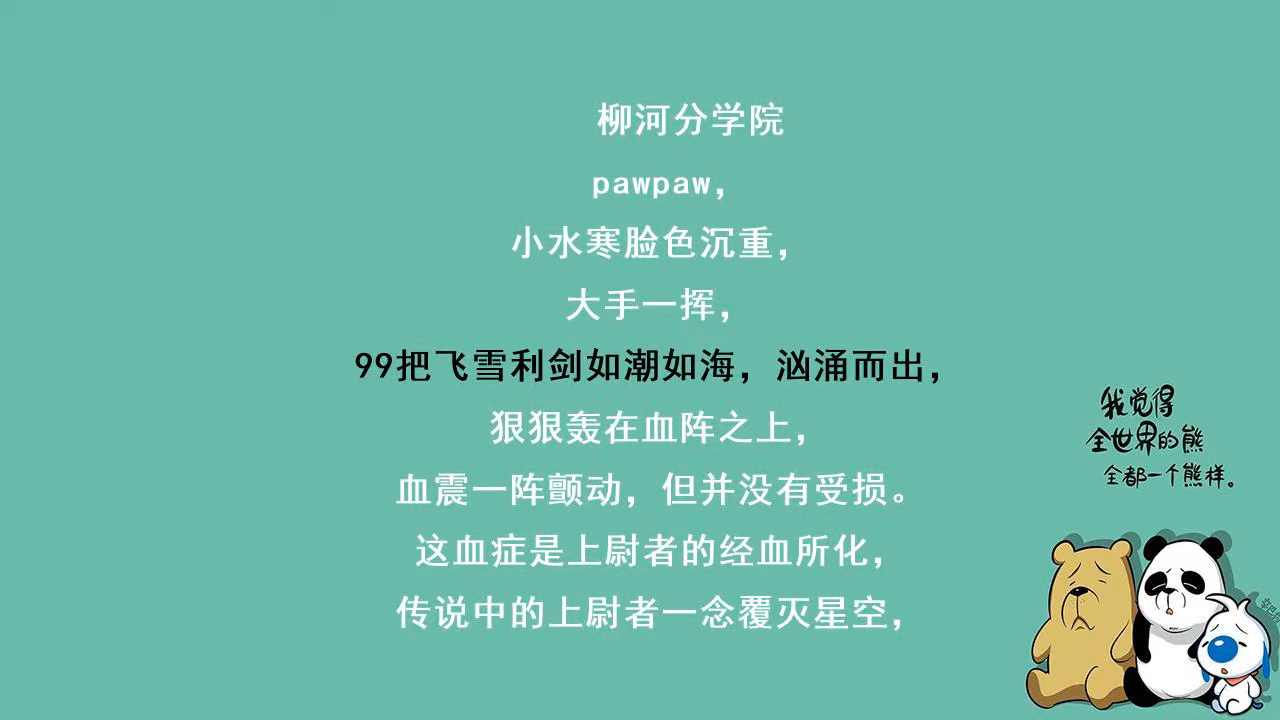 柳河分学院
pawpaw，
小水寒脸色沉重，
大手一挥，
99把飞雪利剑如潮如海，汹涌而出，
狠狠轰在血阵之上，
血震一阵颤动，但并没有受损。
这血症是上尉者的经血所化，
传说中的上尉者一念覆灭星空，
我觉得
全世界的熊
全都一个熊样。